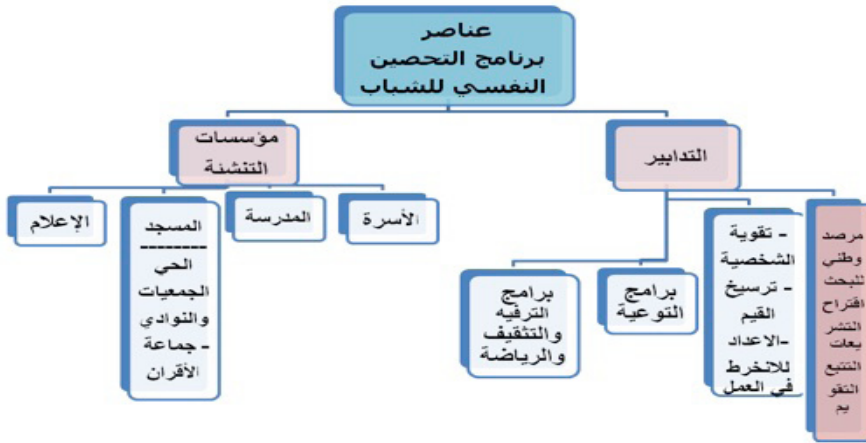 عناصر
برنامج التحصين
النفسي للشباب
التدابير
مؤسسات
التنشئة
مرصد
وطني
للبحث
اقتراح
التشر
يعات
التتبع
التقو
يم
- تقوية
الشخصية
- ترسيخ
القيم
-الاعداد
للانخرط
في العمل
برامج
التوعية
برامج
الترفيه
والتثقيف
والرياضة
الأسرة
المدرسة
المسجد
--------
الحي
الجمعيات
والنوادي
- جماعة
الأقران
الإعلام